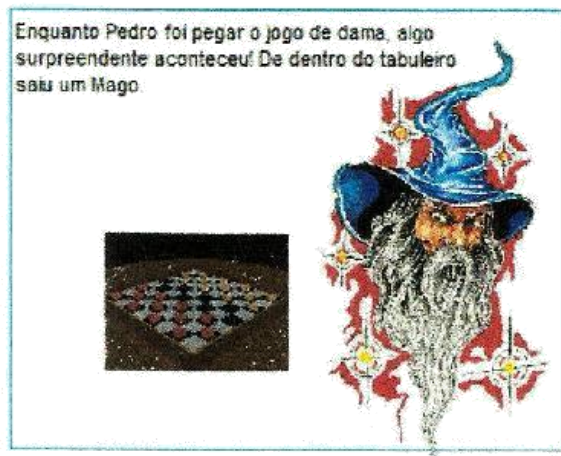 Enquanto Pedro foi pegar o jogo de dama, algo
surpreendente aconteceu! De dentro do tabuleiro
saiu um Mago.